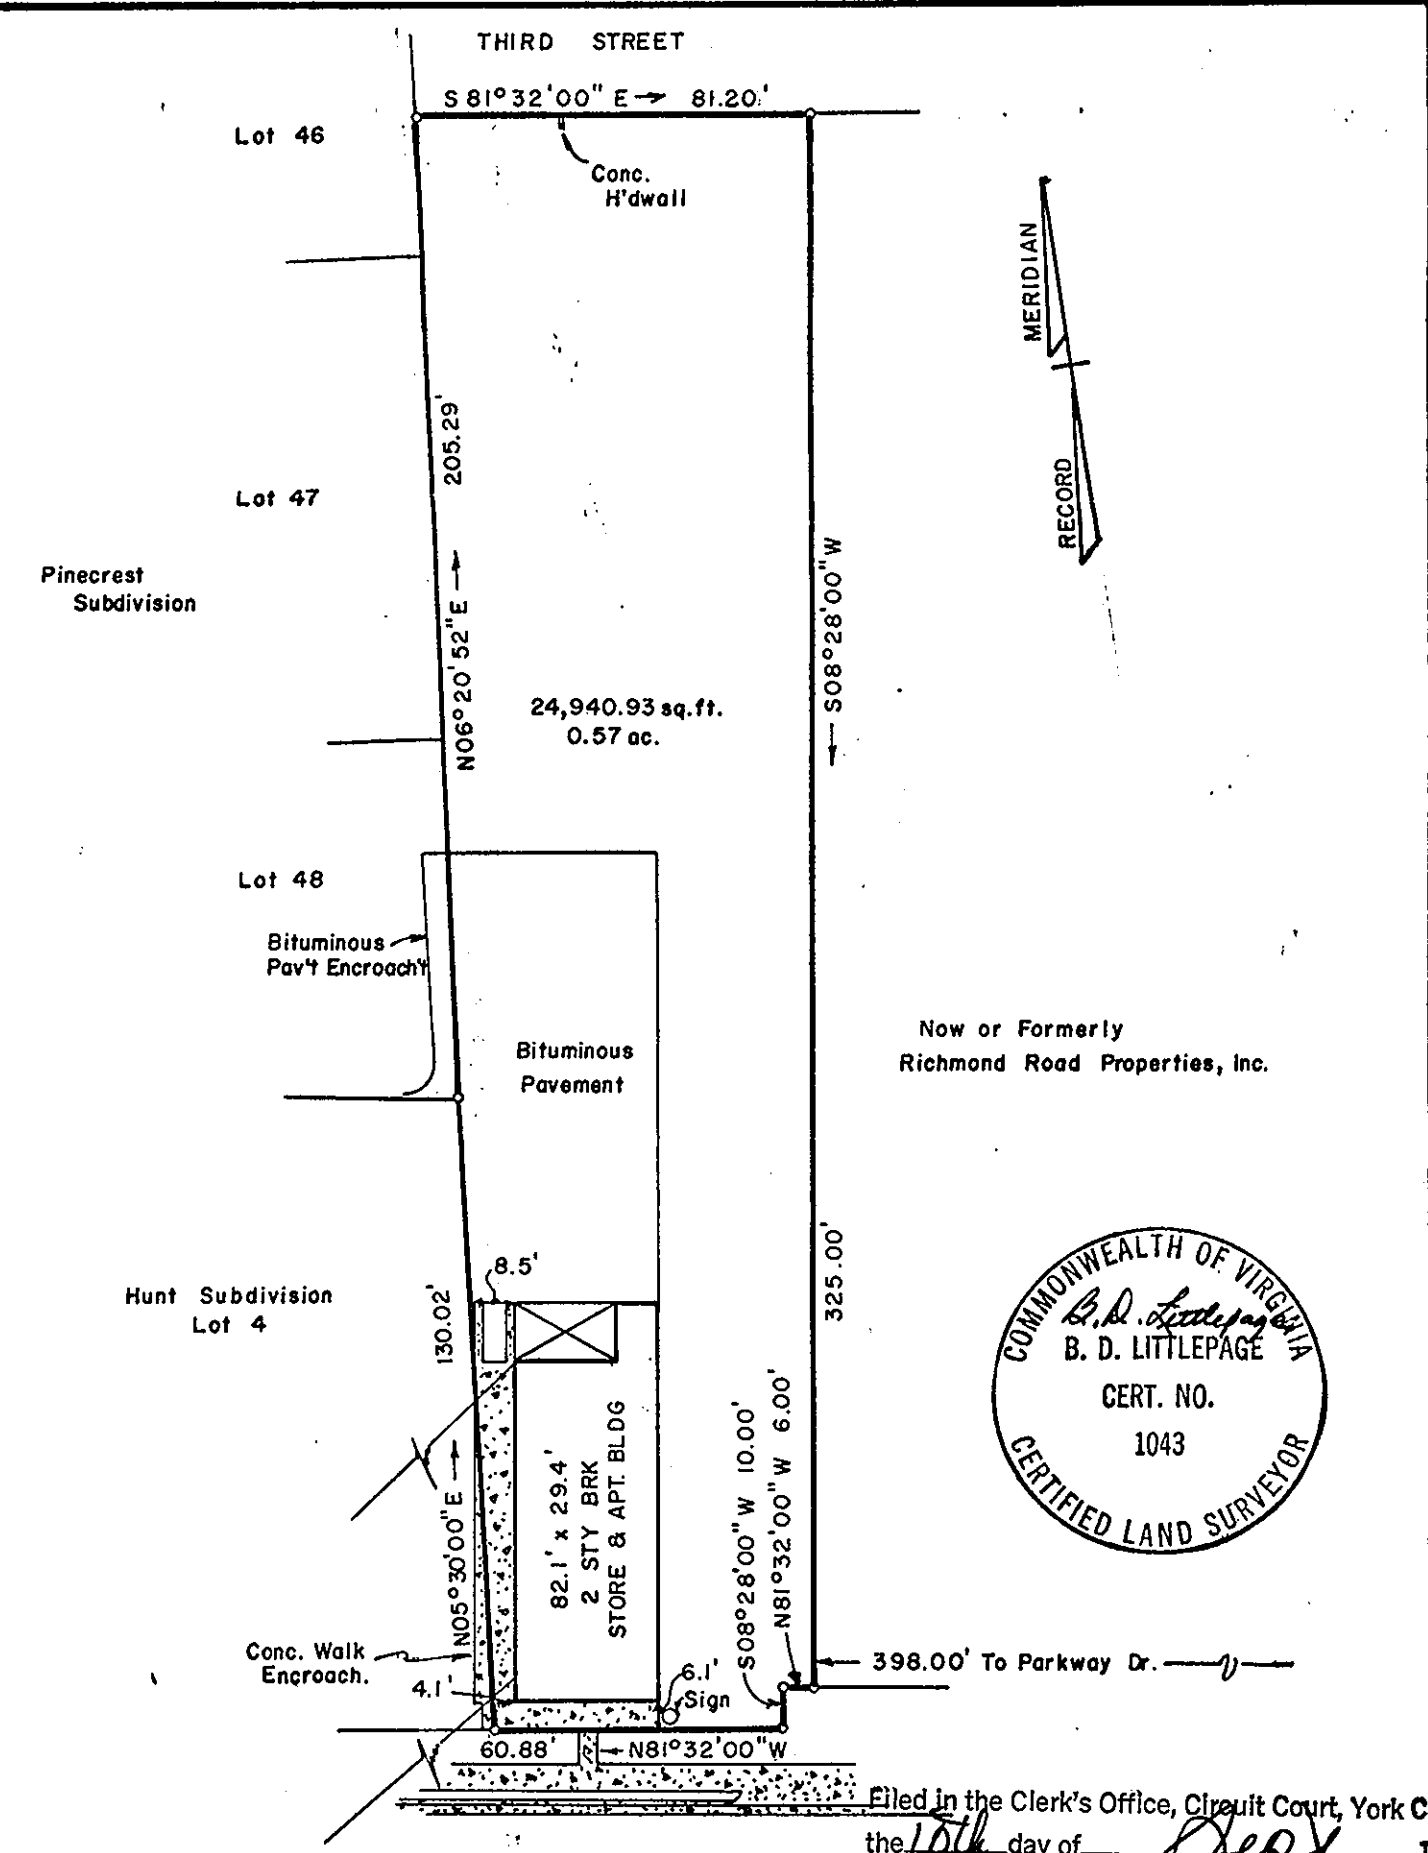 THIRD STREET
S 81°32'00" E → 81.20'
Lot 46
Conc.
H'dwall
MERIDIAN
RECORD
205.29'
N06°20'52"E →
Lot 47
Pinecrest
Subdivision
← S08°28'00"W
325.00'
24,940.93 sq.ft.
0.57 ac.
Lot 48
Bituminous
Pav't Encroach't
Bituminous
Pavement
Now or Formerly
Richmond Road Properties, Inc.
8.5'
Hunt Subdivision
Lot 4
130.02'
N05°30'00"E →
82.1' x 29.4'
2 STY BRK
STORE & APT. BLDG
S08°28'00"W 10.00'
N81°32'00"W 6.00'
COMMONWEALTH OF VIRGINIA
B.D. Littlepage
B. D. LITTLEPAGE
CERT. NO.
1043
CERTIFIED LAND SURVEYOR
Conc. Walk
Encroach.
4.1'
6.1'
Sign
← 398.00' To Parkway Dr.
60.88' ← N81°32'00"W
Filed in the Clerk's Office, Circuit Court, York C
the day of